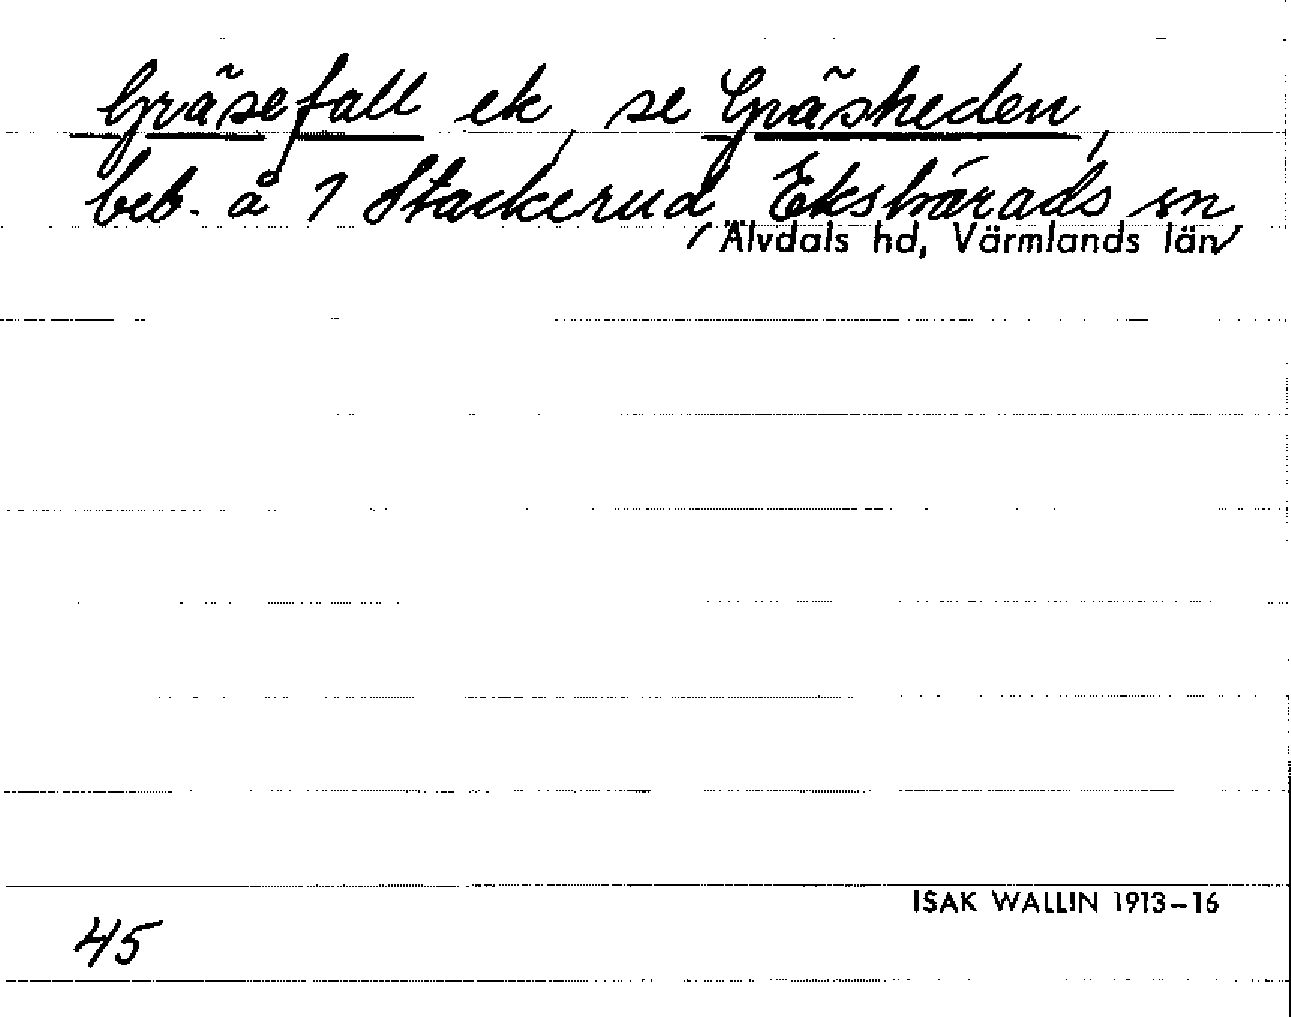 Gräsefall ek, se Gräsheden,
beb. å 1 Stackerud Ekshärads sn
Älvdals hd, Värmlands län
ISAK WALLIN 1913–16
45